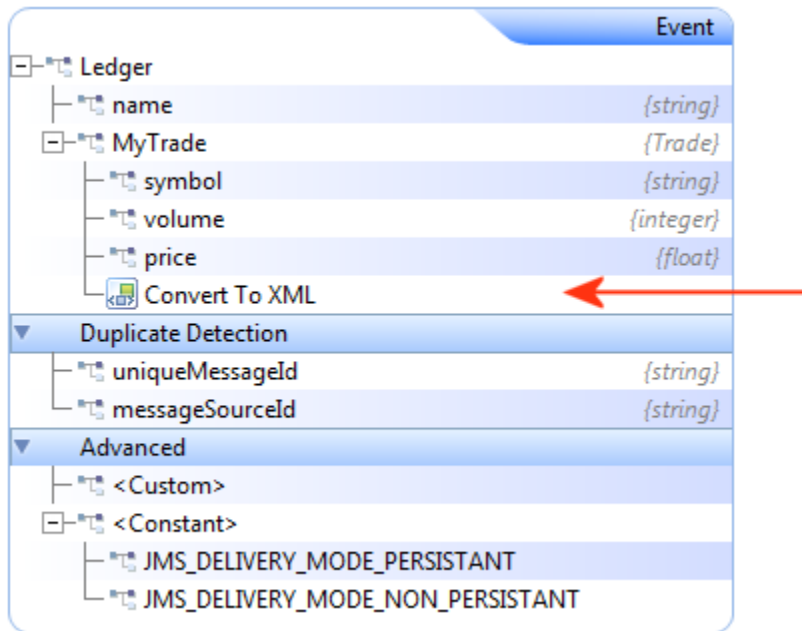 Event
Ledger
name {string}
MyTrade {Trade}
symbol {string}
volume {integer}
price {float}
Convert To XML
Duplicate Detection
uniqueMessageId {string}
messageSourceId {string}
Advanced
<Custom>
<Constant>
JMS_DELIVERY_MODE_PERSISTANT
JMS_DELIVERY_MODE_NON_PERSISTANT